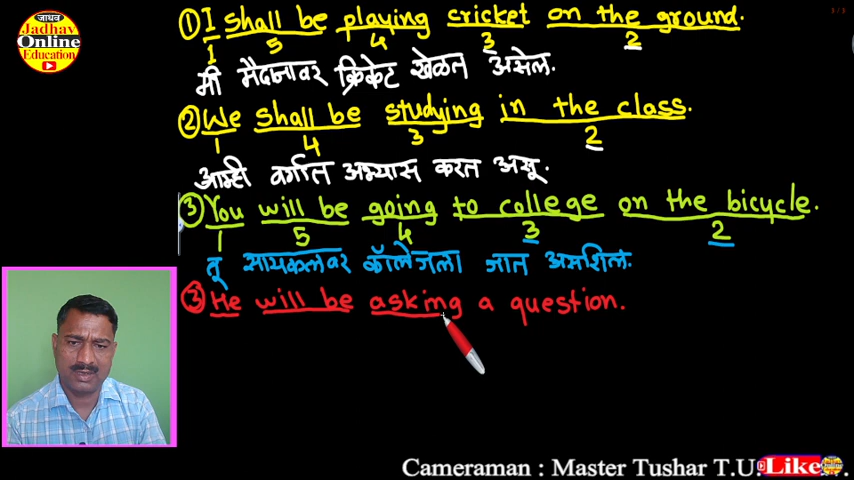 जाधव
Jadhav
Online
Education
3 / 3
① I shall be playing cricket on the ground.
1 5 4 3 2
मी मैदानावर क्रिकेट खेळत असेल.
② We shall be studying in the class.
1 4 3 2
आम्ही वर्गात अभ्यास करत असू.
③ You will be going to college on the bicycle.
1 5 4 3 2
तू सायकलवर कॉलेजला जात असशिल.
③ He will be asking a question.
Cameraman : Master Tushar T.U. Like